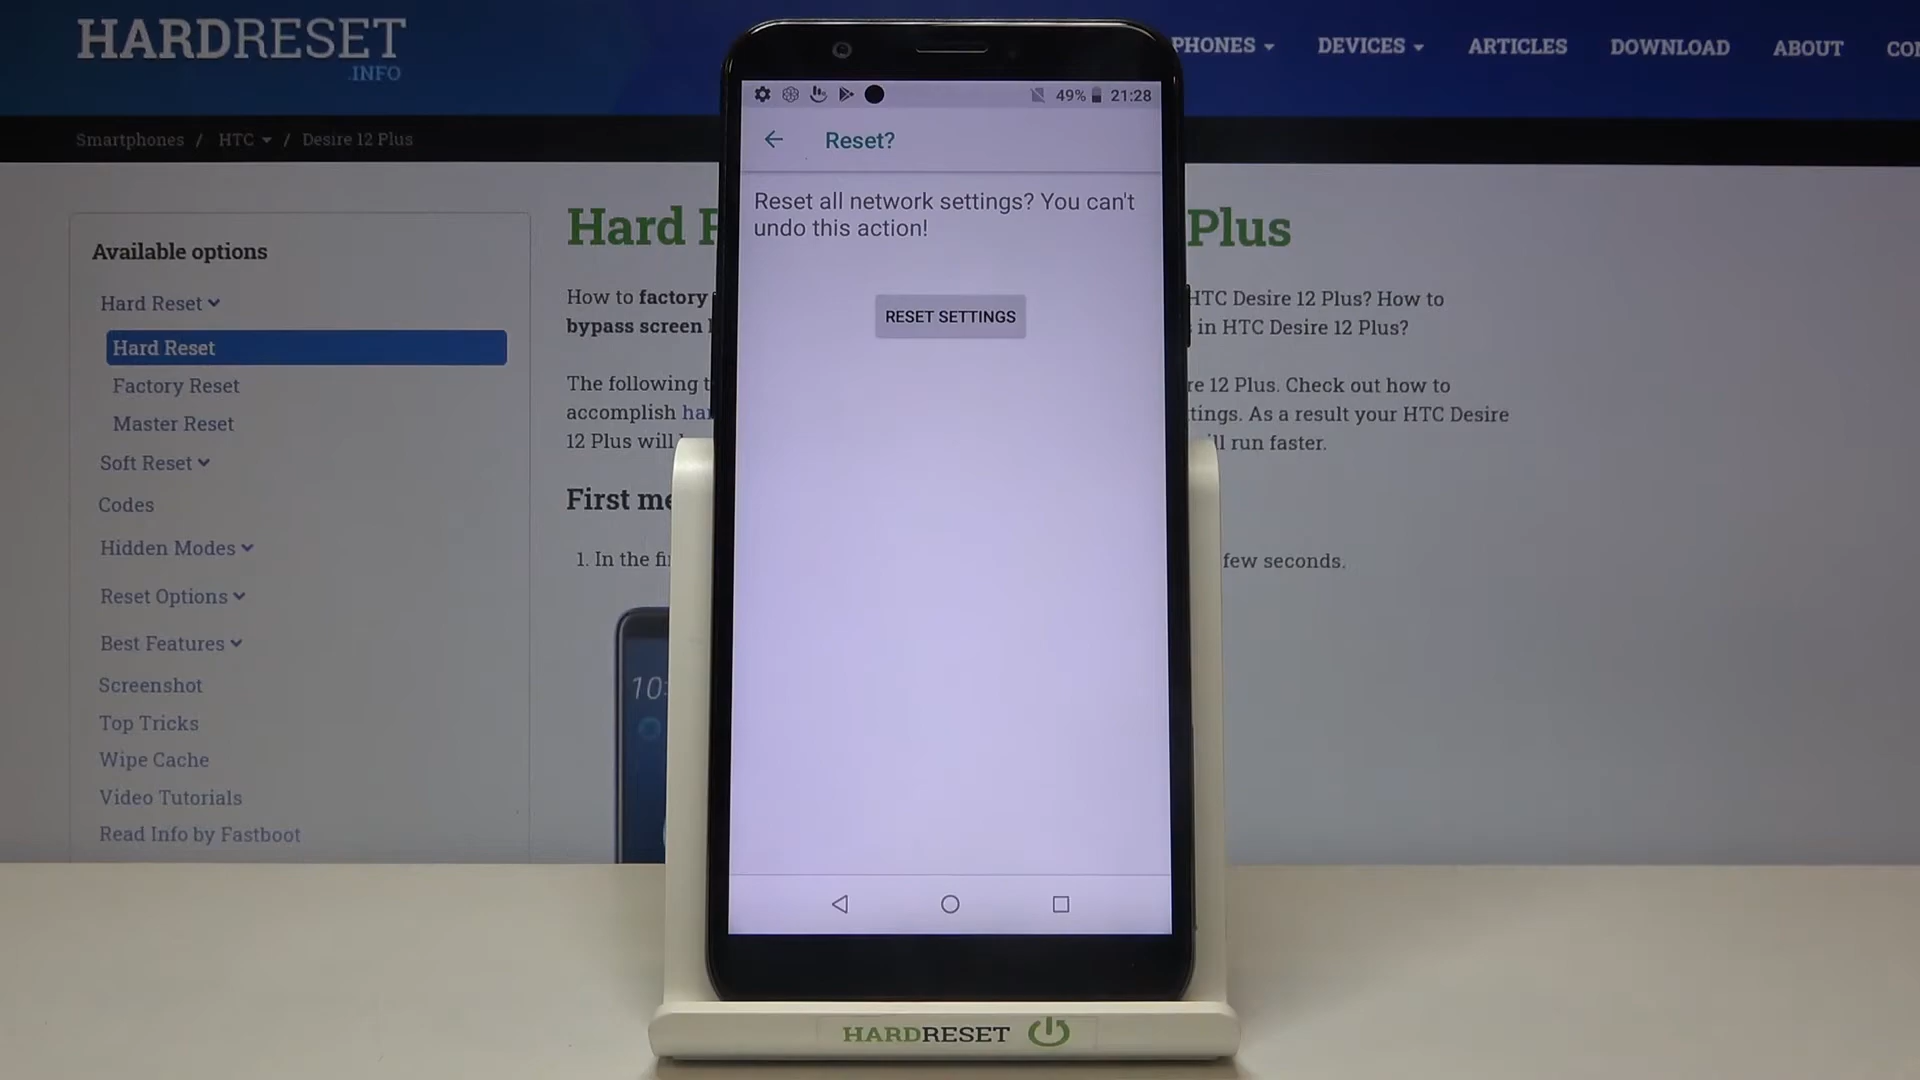 HARDRESET
.INFO
PHONES
DEVICES
ARTICLES
DOWNLOAD
ABOUT
Smartphones / HTC / Desire 12 Plus
Available options
Hard Reset
Hard Reset
Factory Reset
Master Reset
Soft Reset
Codes
Hidden Modes
Reset Options
Best Features
Screenshot
Top Tricks
Wipe Cache
Video Tutorials
Read Info by Fastboot
Hard
Plus
How to factory
HTC Desire 12 Plus? How to
bypass screen
in HTC Desire 12 Plus?
The following
12 Plus. Check out how to
accomplish
As a result your HTC Desire
12 Plus will
run faster.
First
1. In the
few seconds.
10:
49% 21:28
Reset?
Reset all network settings? You can't
undo this action!
RESET SETTINGS
HARDRESET